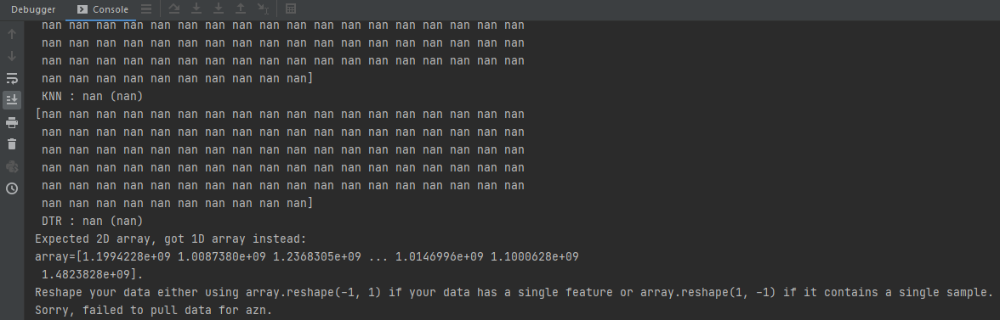 Debugger Console
nan nan nan nan nan nan nan nan nan nan nan nan nan nan nan nan nan nan
nan nan nan nan nan nan nan nan nan nan nan nan nan nan nan nan nan nan
nan nan nan nan nan nan nan nan nan nan nan nan nan nan nan nan nan nan
nan nan nan nan nan nan nan nan nan nan]
KNN : nan (nan)
[nan nan nan nan nan nan nan nan nan nan nan nan nan nan nan nan nan nan
nan nan nan nan nan nan nan nan nan nan nan nan nan nan nan nan nan nan
nan nan nan nan nan nan nan nan nan nan nan nan nan nan nan nan nan nan
nan nan nan nan nan nan nan nan nan nan nan nan nan nan nan nan nan nan
nan nan nan nan nan nan nan nan nan nan nan nan nan nan nan nan nan nan
nan nan nan nan nan nan nan nan nan nan]
DTR : nan (nan)
Expected 2D array, got 1D array instead:
array=[1.1994228e+09 1.0087380e+09 1.2368305e+09 ... 1.0146996e+09 1.1000628e+09
1.4823828e+09].
Reshape your data either using array.reshape(-1, 1) if your data has a single feature or array.reshape(1, -1) if it contains a single sample.
Sorry, failed to pull data for azn.